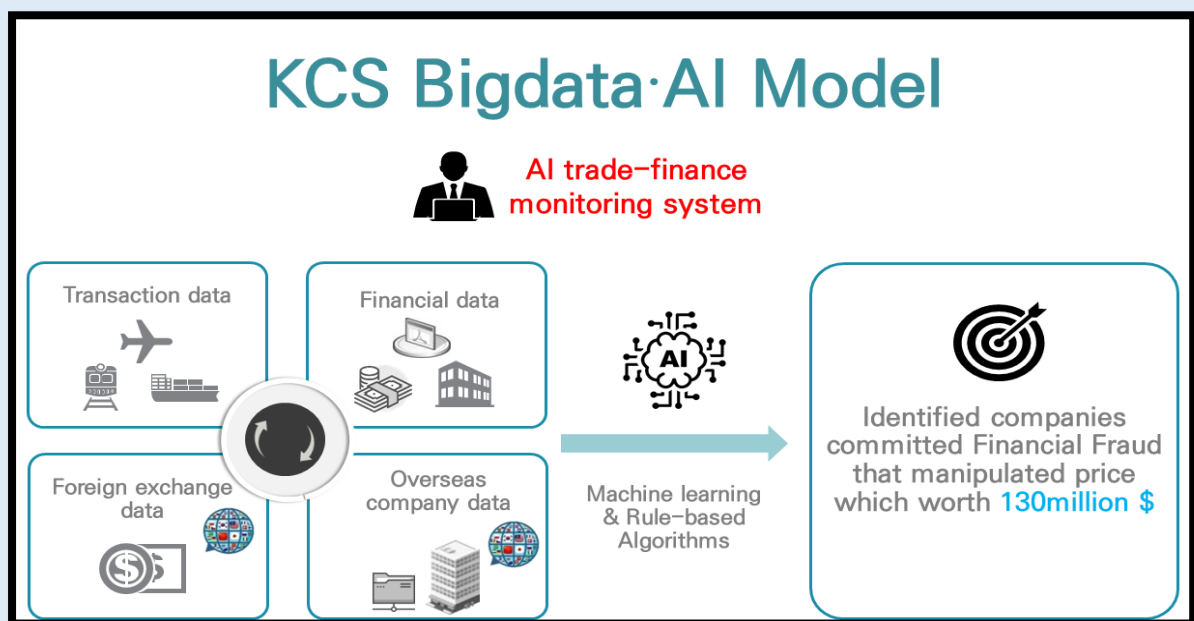 KCS Bigdata·AI Model
AI trade-finance
monitoring system
Transaction data
Financial data
Foreign exchange
data
Overseas
company data
AI
Machine learning
& Rule-based
Algorithms
Identified companies
committed Financial Fraud
that manipulated price
which worth 130million $
$